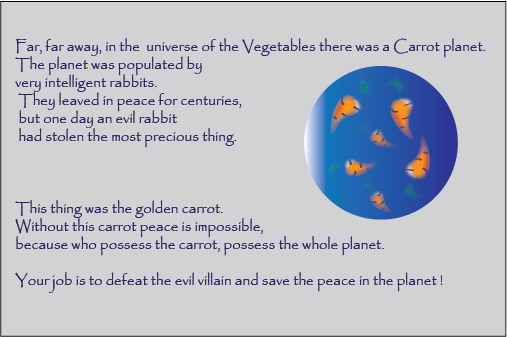 Far, far away, in the universe of the Vegetables there was a Carrot planet.
The planet was populated by
very intelligent rabbits.
They leaved in peace for centuries,
but one day an evil rabbit
had stolen the most precious thing.
This thing was the golden carrot.
Without this carrot peace is impossible,
because who possess the carrot, possess the whole planet.
Your job is to defeat the evil villain and save the peace in the planet !